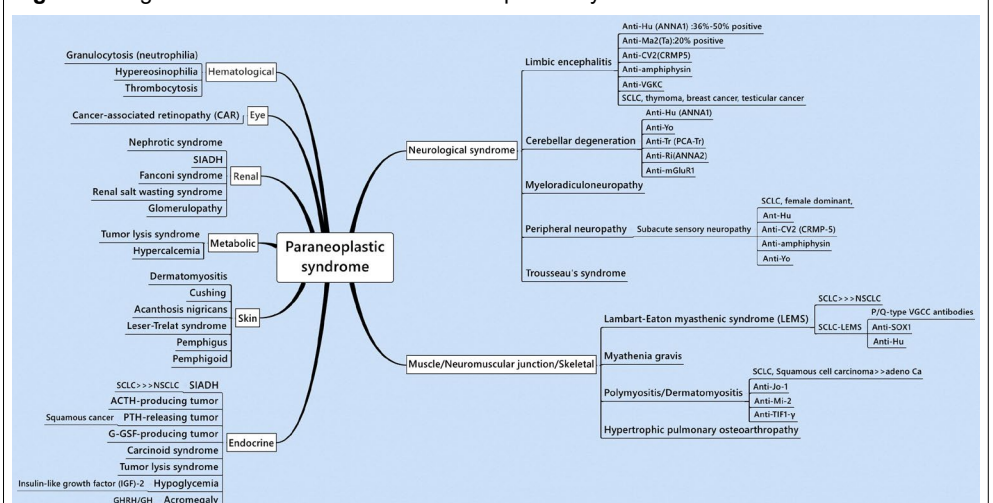 Granulocytosis (neutrophilia)
Hypereosinophilia
Thrombocytosis
Hematological
Cancer-associated retinopathy (CAR)
Eye
Nephrotic syndrome
SIADH
Fanconi syndrome
Renal salt wasting syndrome
Glomerulopathy
Renal
Tumor lysis syndrome
Hypercalcemia
Metabolic
Dermatomyositis
Cushing
Acanthosis nigricans
Leser-Trelat syndrome
Pemphigus
Pemphigoid
Skin
SCLC>>>NSCLC SIADH
ACTH-producing tumor
Squamous cancer PTH-releasing tumor
G-GSF-producing tumor
Carcinoid syndrome
Tumor lysis syndrome
Insulin-like growth factor (IGF)-2 Hypoglycemia
GHRH/GH Acromegaly
Endocrine
Paraneoplastic
syndrome
Neurological syndrome
Limbic encephalitis
Anti-Hu (ANNA1) :36%-50% positive
Anti-Ma2(Ta):20% positive
Anti-CV2(CRMP5)
Anti-amphiphysin
Anti-VGKC
SCLC, thymoma, breast cancer, testicular cancer
Cerebellar degeneration
Anti-Hu (ANNA1)
Anti-Yo
Anti-Tr (PCA-Tr)
Anti-Ri(ANNA2)
Anti-mGluR1
Myeloradiculoneuropathy
Peripheral neuropathy
Subacute sensory neuropathy
SCLC, female dominant,
Ant-Hu
Anti-CV2 (CRMP-5)
Anti-amphiphysin
Anti-Yo
Trousseau's syndrome
Muscle/Neuromuscular junction/Skeletal
Lambart-Eaton myasthenic syndrome (LEMS)
SCLC>>>NSCLC
SCLC-LEMS
P/Q-type VGCC antibodies
Anti-SOX1
Anti-Hu
Myathenia gravis
Polymyositis/Dermatomyositis
SCLC, Squamous cell carcinoma>>adeno Ca
Anti-Jo-1
Anti-Mi-2
Anti-TIF1-γ
Hypertrophic pulmonary osteoarthropathy